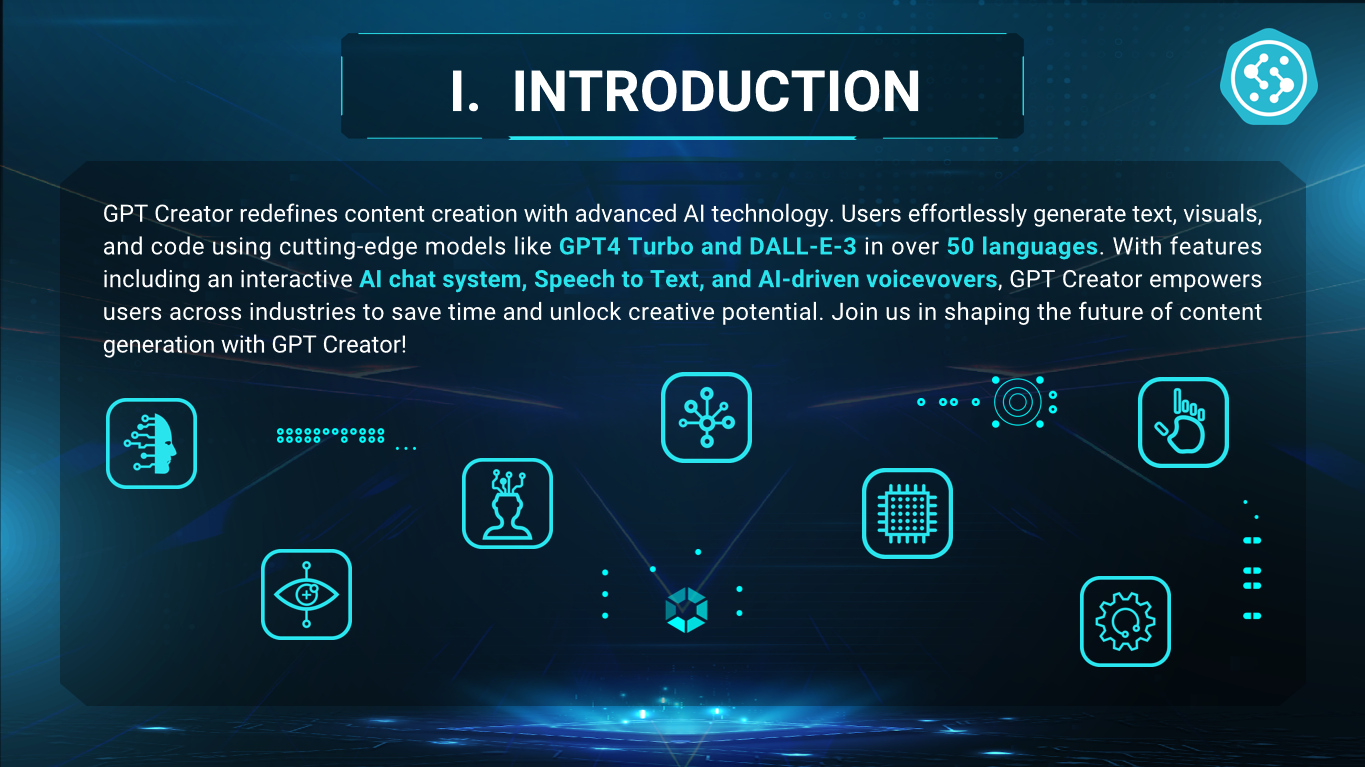 I. INTRODUCTION
GPT Creator redefines content creation with advanced AI technology. Users effortlessly generate text, visuals,
and code using cutting-edge models like GPT4 Turbo and DALL-E-3 in over 50 languages. With features
including an interactive AI chat system, Speech to Text, and AI-driven voicevovers, GPT Creator empowers
users across industries to save time and unlock creative potential. Join us in shaping the future of content
generation with GPT Creator!